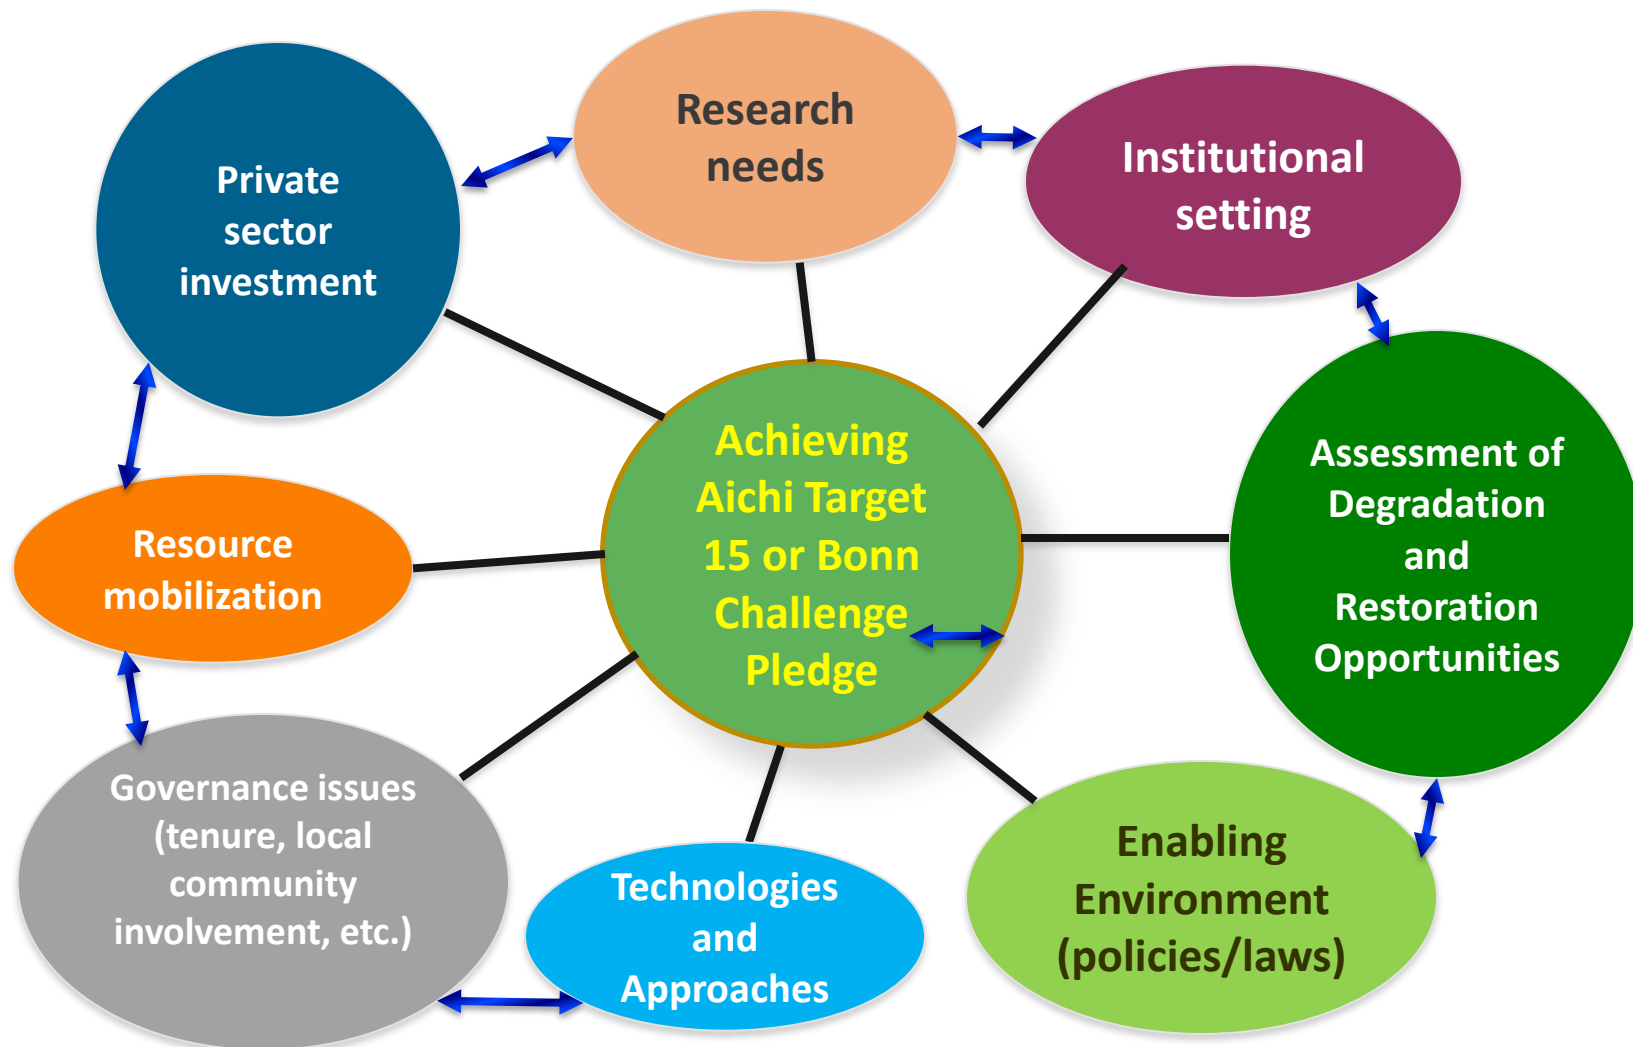 Research
needs
Private
sector
investment
Institutional
setting
Achieving
Aichi Target
15 or Bonn
Challenge
Pledge
Assessment of
Degradation
and
Restoration
Opportunities
Resource
mobilization
Governance issues
(tenure, local
community
involvement, etc.)
Technologies
and
Approaches
Enabling
Environment
(policies/laws)